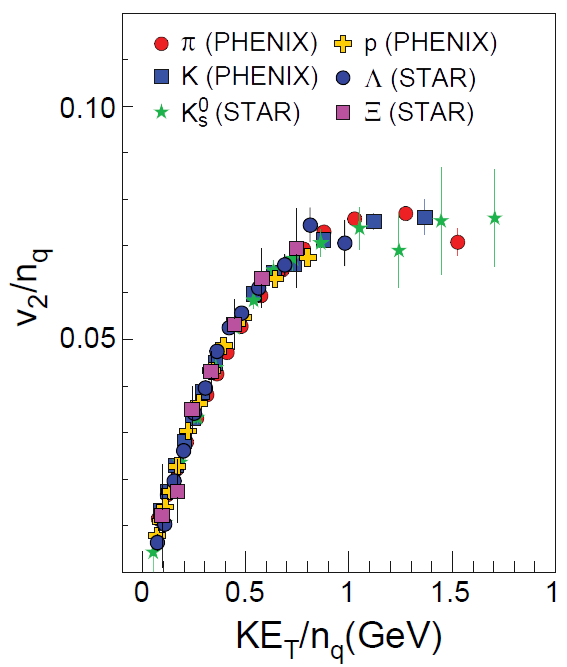 π (PHENIX) p (PHENIX)
K (PHENIX) Λ (STAR)
K⁰ₛ (STAR) Ξ (STAR)
0.10
0.05
v₂/n_q
0 0.5 1 1.5 1
KE_T/n_q(GeV)